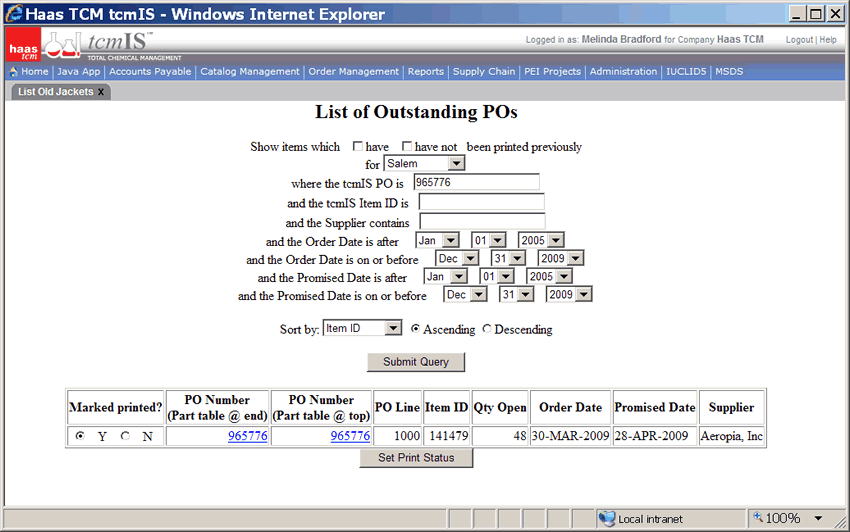 Haas TCM tcmIS - Windows Internet Explorer
haas tcm
tcmIS™
TOTAL CHEMICAL MANAGEMENT
Logged in as: Melinda Bradford for Company Haas TCM Logout | Help
Home | Java App | Accounts Payable | Catalog Management | Order Management | Reports | Supply Chain | PEI Projects | Administration | IUCLID5 | MSDS
List Old Jackets x
List of Outstanding POs
Show items which have have not been printed previously
for Salem
where the tcmIS PO is 965776
and the tcmIS Item ID is
and the Supplier contains
and the Order Date is after Jan 01 2005
and the Order Date is on or before Dec 31 2009
and the Promised Date is after Jan 01 2005
and the Promised Date is on or before Dec 31 2009
Sort by: Item ID Ascending Descending
Submit Query
Marked printed? PO Number (Part table @ end) PO Number (Part table @ top) PO Line Item ID Qty Open Order Date Promised Date Supplier
Y N 965776 965776 1000 141479 48 30-MAR-2009 28-APR-2009 Aeropia, Inc
Set Print Status
Local intranet 100%